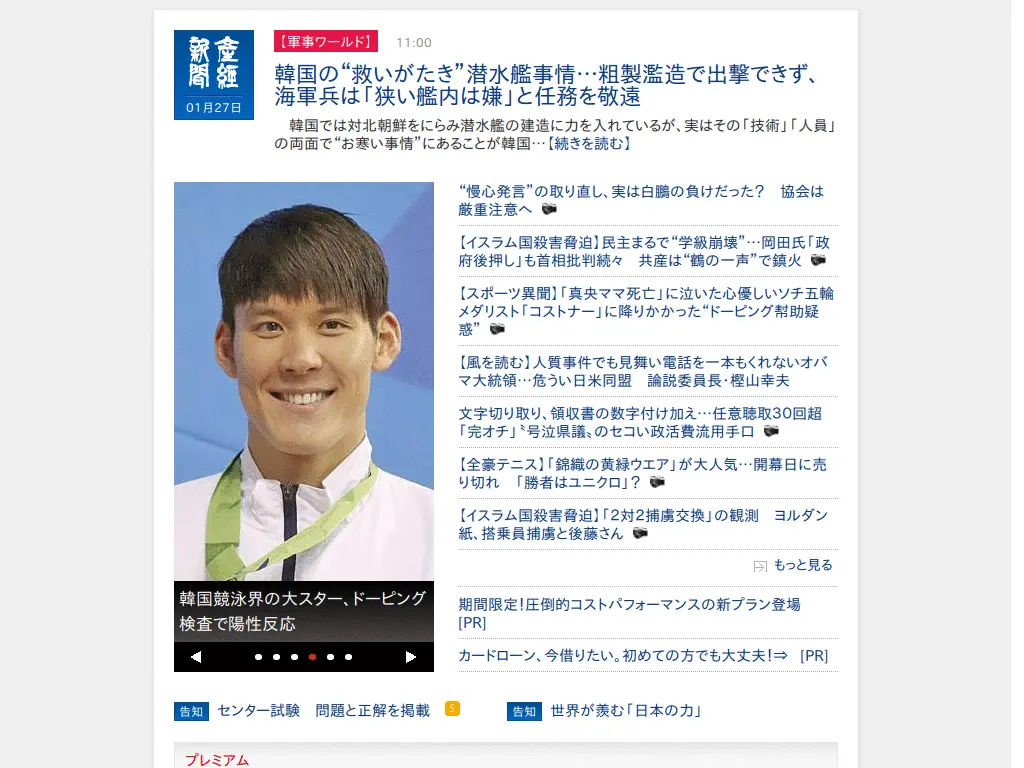 産經新聞
01月27日
【軍事ワールド】 11:00
韓国の“救いがたき”潜水艦事情…粗製濫造で出撃できず、
海軍兵は「狭い艦内は嫌」と任務を敬遠
韓国では対北朝鮮をにらみ潜水艦の建造に力を入れているが、実はその「技術」「人員」
の両面で“お寒い事情”にあることが韓国…【続きを読む】
韓国競泳界の大スター、ドーピング
検査で陽性反応
“慢心発言”の取り直し、実は白鵬の負けだった？ 協会は
厳重注意へ
【イスラム国殺害脅迫】民主まるで“学級崩壊”…岡田氏「政
府後押し」も首相批判続々 共産は“鶴の一声”で鎮火
【スポーツ異聞】「真央ママ死亡」に泣いた心優しいソチ五輪
メダリスト「コストナー」に降りかかった“ドーピング幇助疑
惑”
【風を読む】人質事件でも見舞い電話を一本もくれないオバ
マ大統領…危うい日米同盟 論説委員長・樫山幸夫
文字切り取り、領収書の数字付け加え…任意聴取30回超
「完オチ」〝号泣県議〟のセコい政活費流用手口
【全豪テニス】「錦織の黄緑ウエア」が大人気…開幕日に売
り切れ 「勝者はユニクロ」？
【イスラム国殺害脅迫】「2対2捕虜交換」の観測 ヨルダン
紙、搭乗員捕虜と後藤さん
もっと見る
期間限定！圧倒的コストパフォーマンスの新プラン登場
[PR]
カードローン、今借りたい。初めての方でも大丈夫！⇒ [PR]
告知 センター試験 問題と正解を掲載 S
告知 世界が羨む「日本の力」
プレミアム